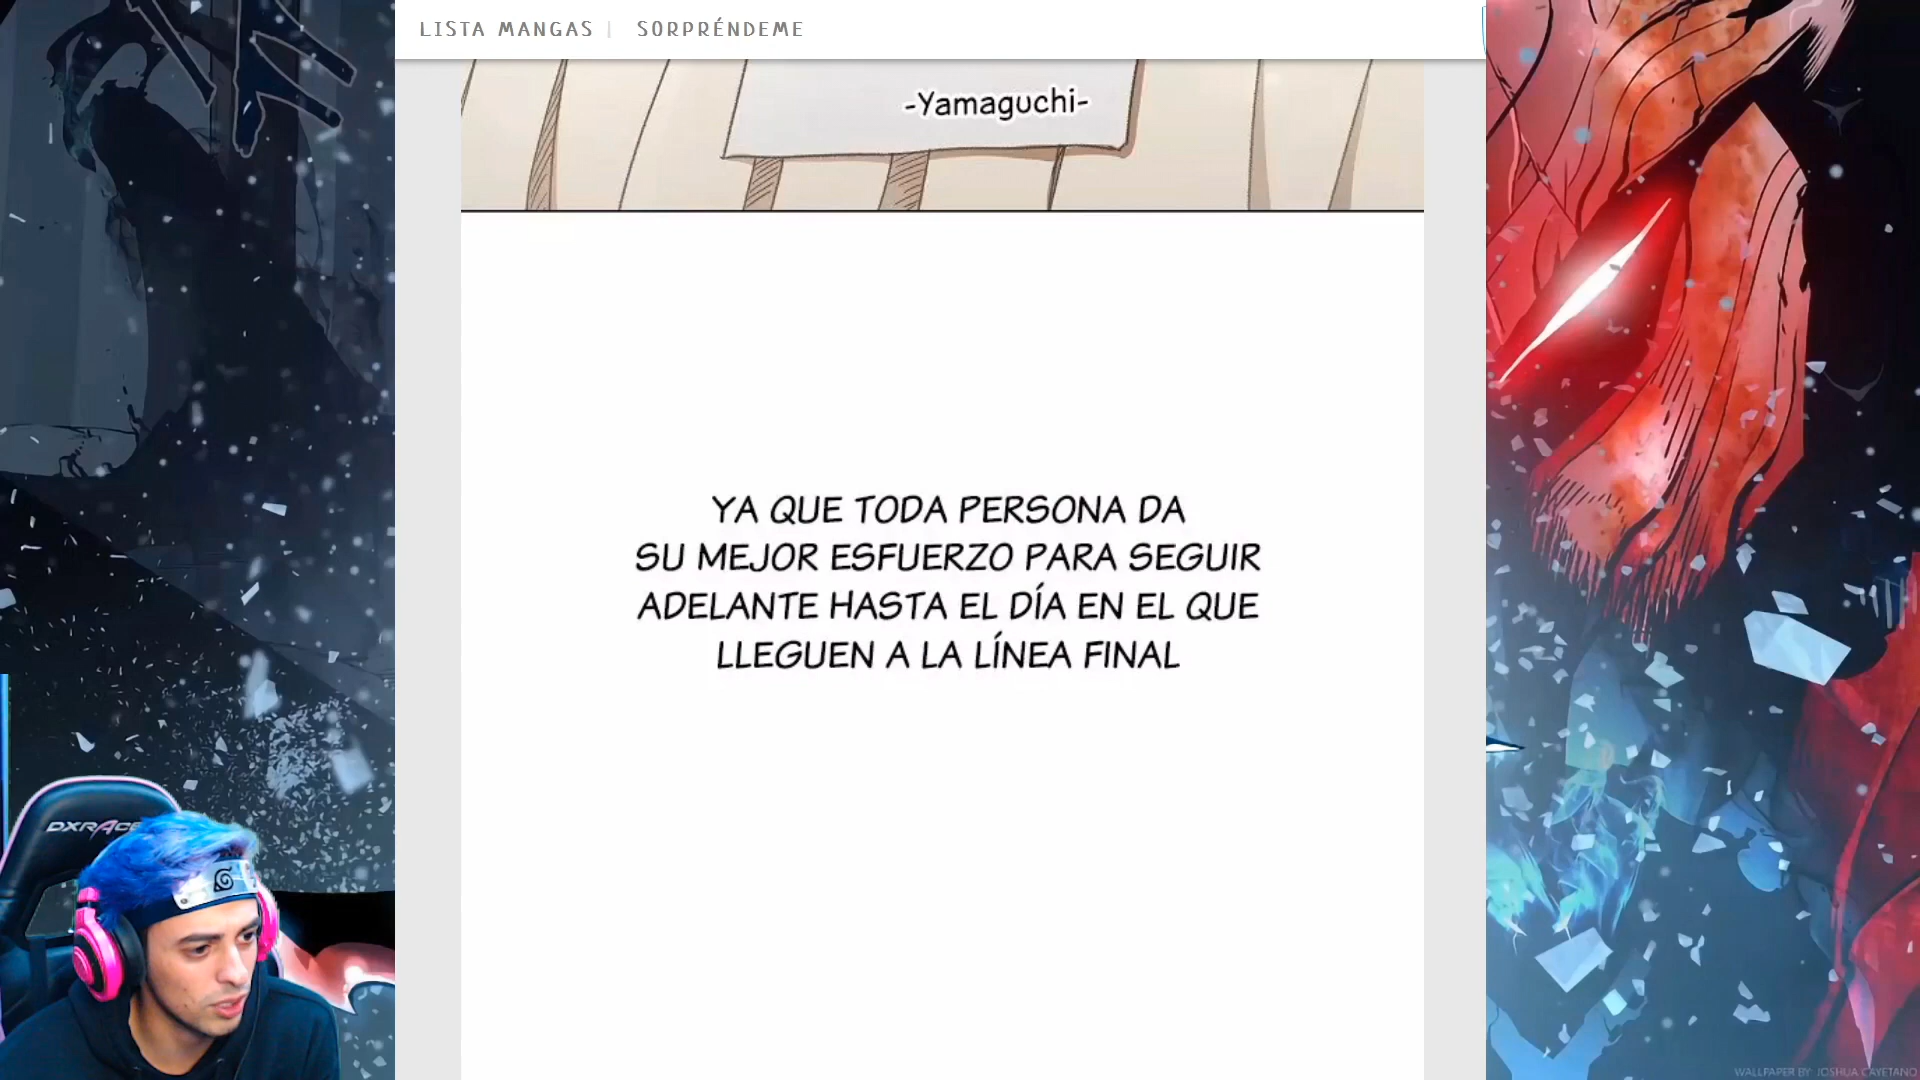 LISTA MANGAS | SORPRÉNDEME
-Yamaguchi-
YA QUE TODA PERSONA DA
SU MEJOR ESFUERZO PARA SEGUIR
ADELANTE HASTA EL DÍA EN EL QUE
LLEGUEN A LA LÍNEA FINAL
DXRACE
WALLPAPER BY: JOSHUA CAYETANO